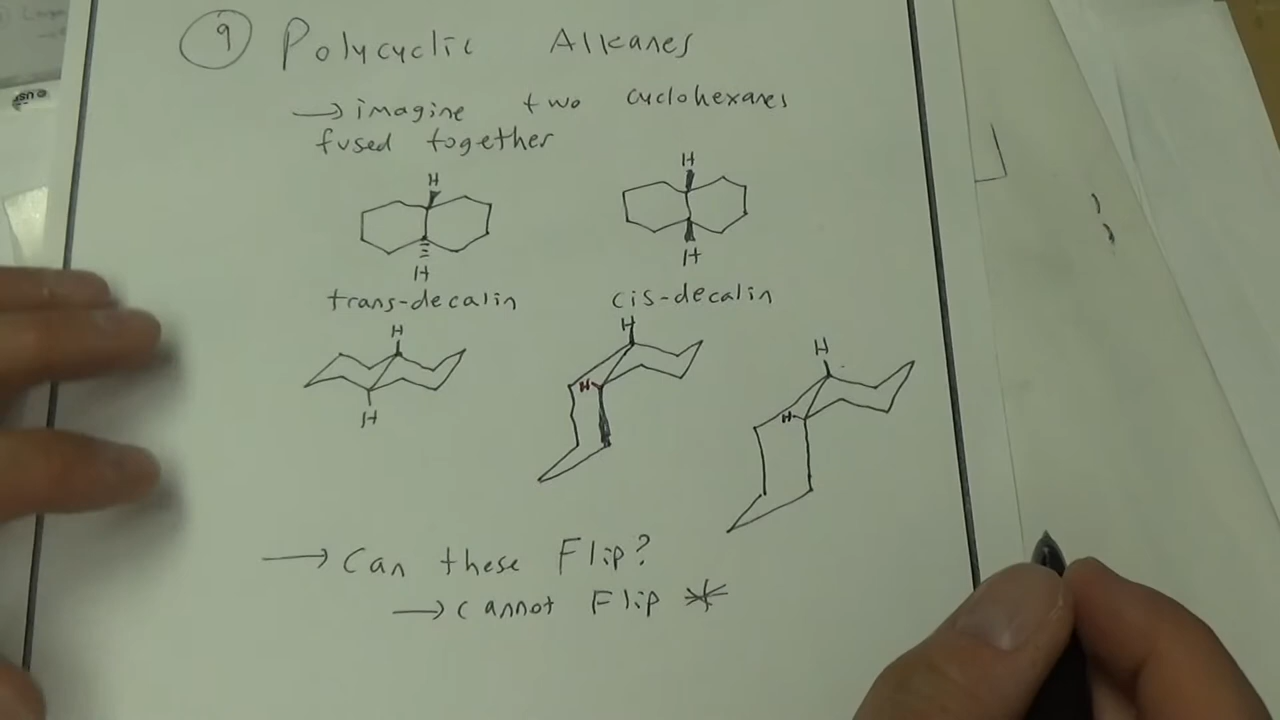 9 Polycyclic Alkanes
→ imagine two cyclohexanes
fused together
H H
H H
trans-decalin cis-decalin
H H H
H H H
→ Can these Flip?
→ cannot Flip *